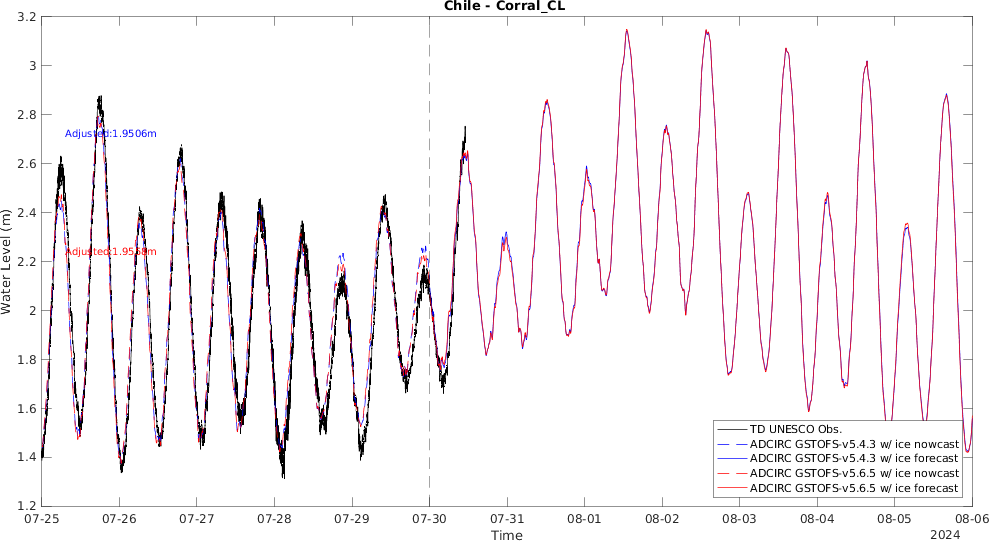 Chile - Corral_CL
Water Level (m)
3.2
3
2.8
2.6
2.4
2.2
2
1.8
1.6
1.4
1.2
Adjusted:1.9506m
TD UNESCO Obs.
ADCIRC GSTOFS-v5.4.3 w/ ice nowcast
ADCIRC GSTOFS-v5.4.3 w/ ice forecast
ADCIRC GSTOFS-v5.6.5 w/ ice nowcast
ADCIRC GSTOFS-v5.6.5 w/ ice forecast
07-25 07-26 07-27 07-28 07-29 07-30 07-31 08-01 08-02 08-03 08-04 08-05 08-06
2024
Time